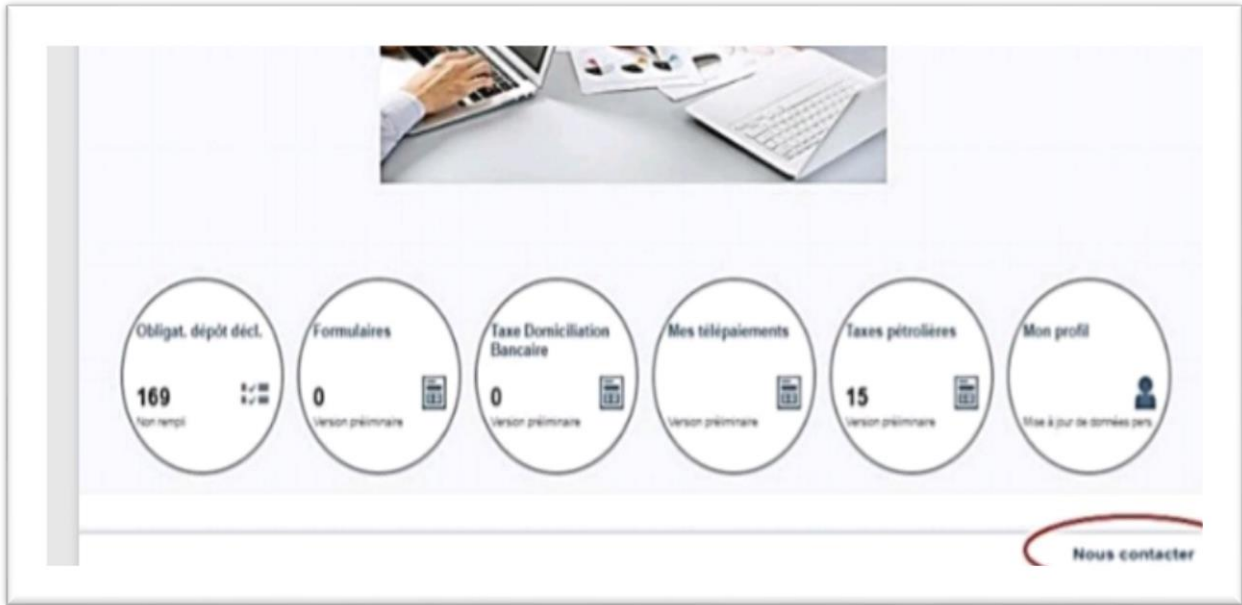 Obligat. dépôt décl.
169
Non rempli
Formulaires
0
Version préliminaire
Taxe Domiciliation
Bancaire
0
Version préliminaire
Mes télépaiements
Version préliminaire
Taxes pétrolières
15
Version préliminaire
Mon profil
Mise à jour de données pers.
Nous contacter